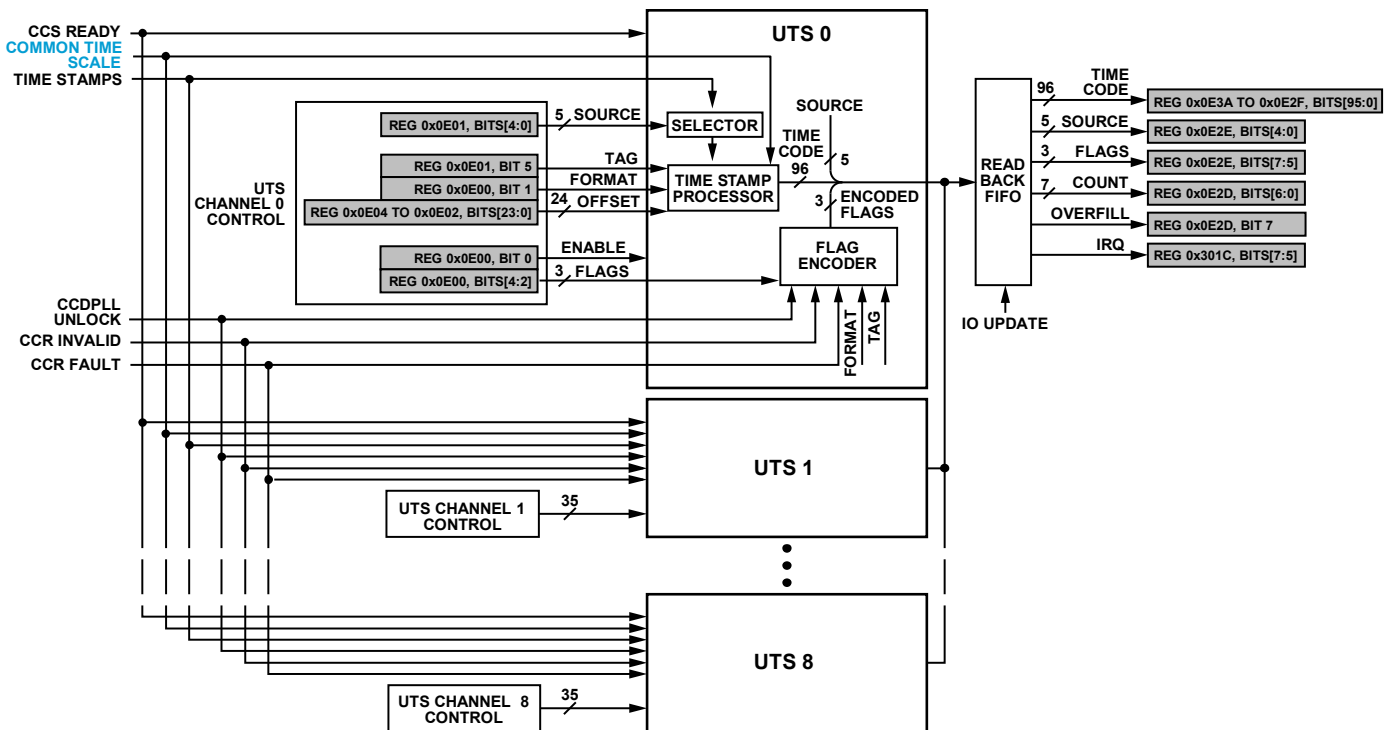 CCS READY
COMMON TIME
SCALE
TIME STAMPS
UTS 0
SOURCE
REG 0x0E01, BITS[4:0]
5
SOURCE
SELECTOR
TIME
CODE
5
REG 0x0E01, BIT 5
TAG
UTS
CHANNEL 0
CONTROL
REG 0x0E00, BIT 1
FORMAT
TIME STAMP
PROCESSOR
96
REG 0x0E04 TO 0x0E02, BITS[23:0]
24
OFFSET
3
ENCODED
FLAGS
REG 0x0E00, BIT 0
ENABLE
FLAG
ENCODER
REG 0x0E00, BITS[4:2]
3
FLAGS
CCDPLL
UNLOCK
CCR INVALID
CCR FAULT
FORMAT
TAG
READ
BACK
FIFO
IO UPDATE
96
TIME
CODE
REG 0x0E3A TO 0x0E2F, BITS[95:0]
5
SOURCE
REG 0x0E2E, BITS[4:0]
3
FLAGS
REG 0x0E2E, BITS[7:5]
7
COUNT
REG 0x0E2D, BITS[6:0]
OVERFILL
REG 0x0E2D, BIT 7
IRQ
REG 0x301C, BITS[7:5]
UTS 1
UTS CHANNEL 1
CONTROL
35
UTS 8
UTS CHANNEL 8
CONTROL
35